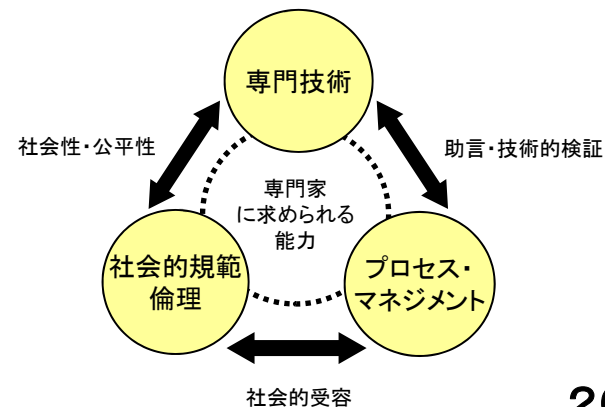 専門技術
社会性・公平性
助言・技術的検証
専門家
に求められる
能力
社会的規範
倫理
プロセス・
マネジメント
社会的受容